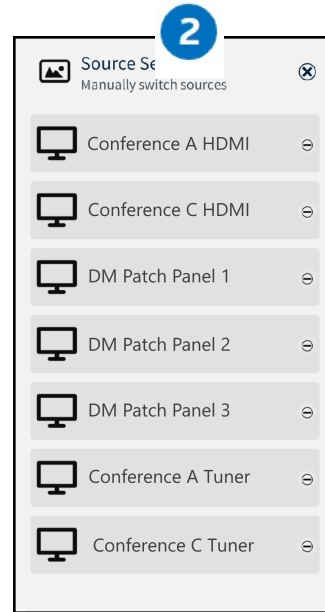 2
Source Se
Manually switch sources
Conference A HDMI
Conference C HDMI
DM Patch Panel 1
DM Patch Panel 2
DM Patch Panel 3
Conference A Tuner
Conference C Tuner